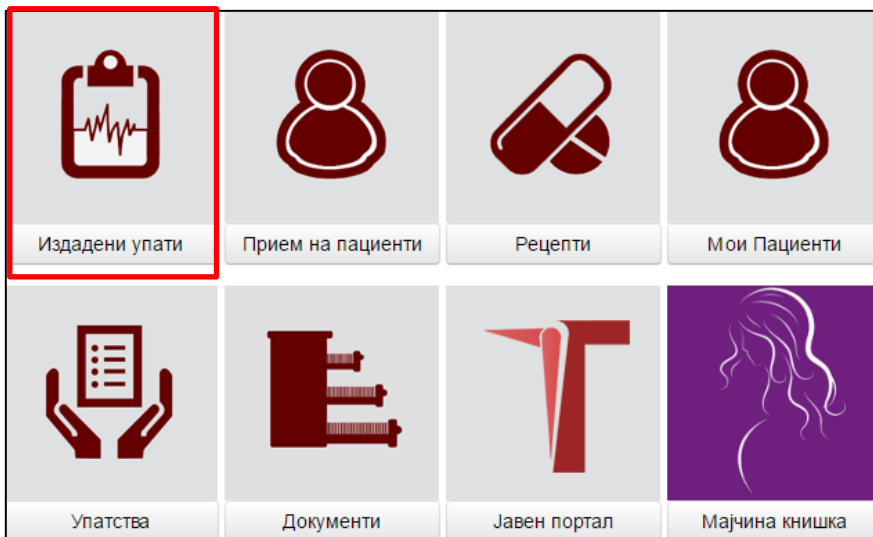 Издадени упати
Прием на пациенти
Рецепти
Мои Пациенти
Упатства
Документи
Јавен портал
Мајчина книшка